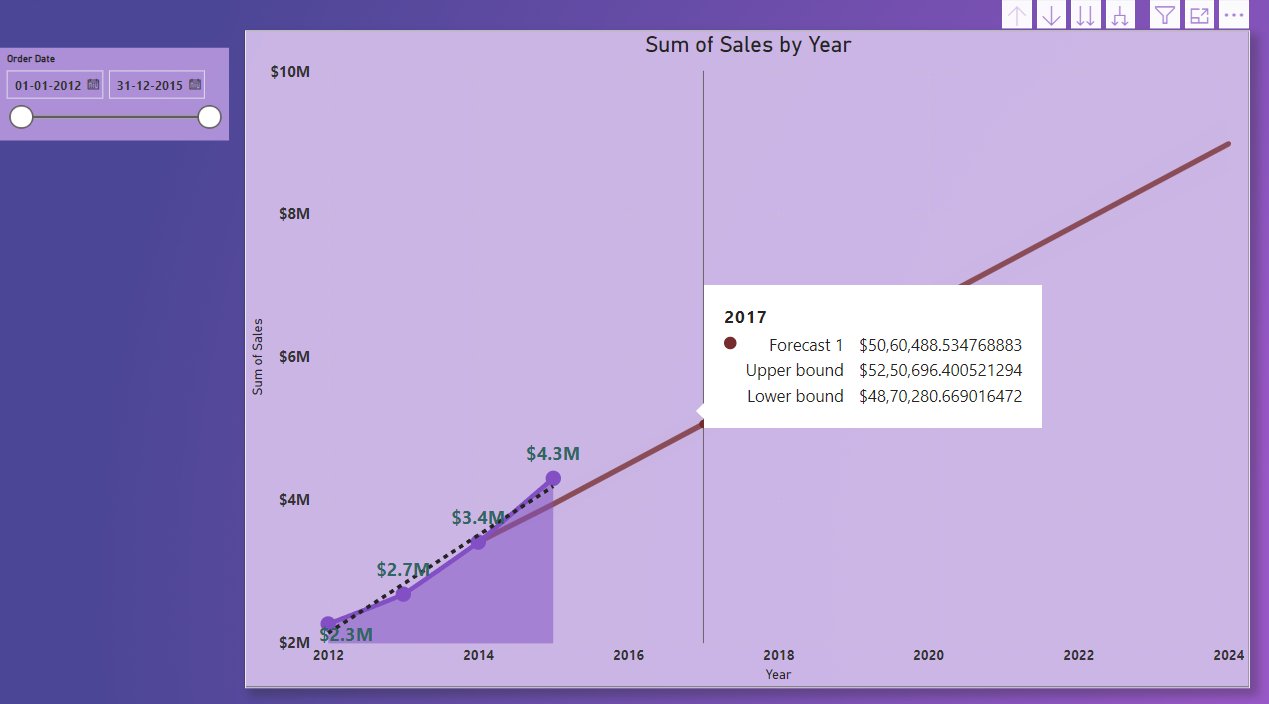 Order Date
01-01-2012
31-12-2015
Sum of Sales by Year
$10M
$8M
$6M
$4M
$2M
Sum of Sales
2017
Forecast 1 $50,60,488.534768883
Upper bound $52,50,696.400521294
Lower bound $48,70,280.669016472
$4.3M
$3.4M
$2.7M
$2.3M
2012 2014 2016 2018 2020 2022 2024
Year